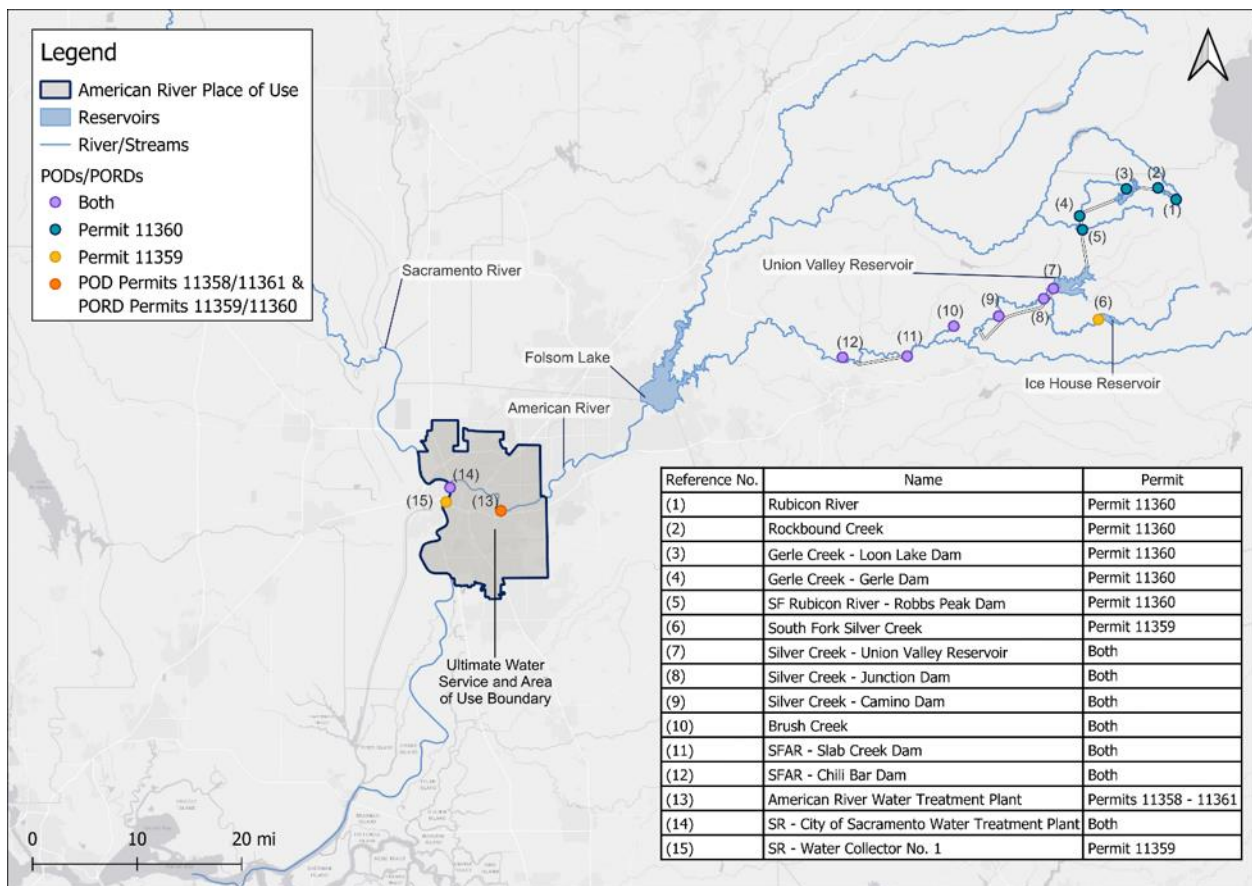 Legend
American River Place of Use
Reservoirs
River/Streams
PODs/PORDs
Both
Permit 11360
Permit 11359
POD Permits 11358/11361 &
PORD Permits 11359/11360
Sacramento River
Union Valley Reservoir
Folsom Lake
American River
Ice House Reservoir
(1)
(2)
(3)
(4)
(5)
(6)
(7)
(8)
(9)
(10)
(11)
(12)
(13)
(14)
(15)
Ultimate Water
Service and Area
of Use Boundary
0 10 20 mi
Reference No. Name Permit
(1) Rubicon River Permit 11360
(2) Rockbound Creek Permit 11360
(3) Gerle Creek - Loon Lake Dam Permit 11360
(4) Gerle Creek - Gerle Dam Permit 11360
(5) SF Rubicon River - Robbs Peak Dam Permit 11360
(6) South Fork Silver Creek Permit 11359
(7) Silver Creek - Union Valley Reservoir Both
(8) Silver Creek - Junction Dam Both
(9) Silver Creek - Camino Dam Both
(10) Brush Creek Both
(11) SFAR - Slab Creek Dam Both
(12) SFAR - Chili Bar Dam Both
(13) American River Water Treatment Plant Permits 11358 - 11361
(14) SR - City of Sacramento Water Treatment Plant Both
(15) SR - Water Collector No. 1 Permit 11359